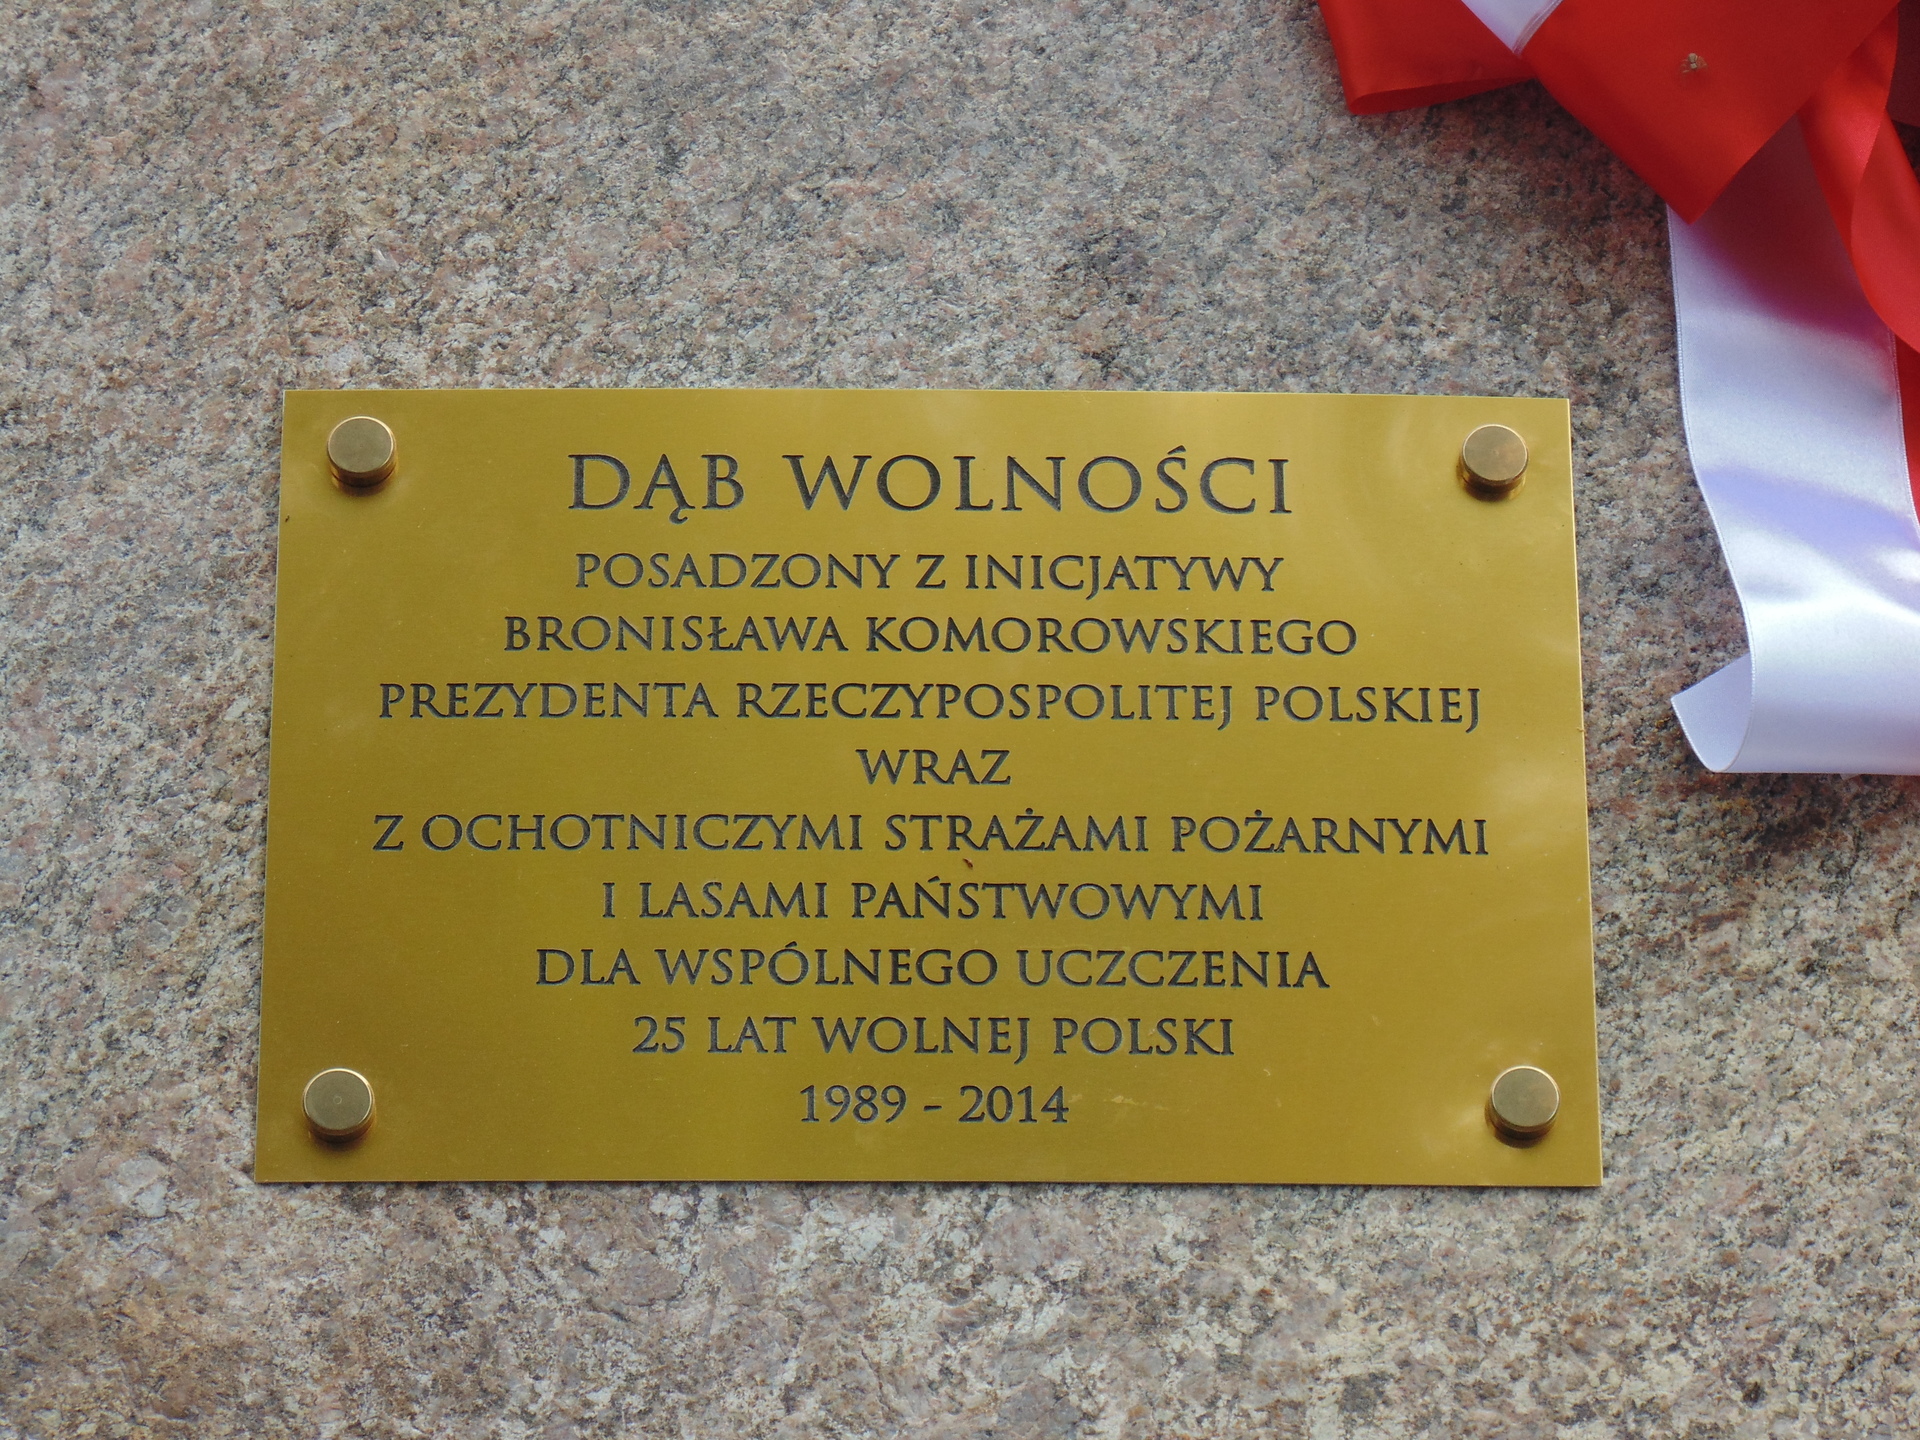 DĄB WOLNOŚCI
POSADZONY Z INICJATYWY
BRONISŁAWA KOMOROWSKIEGO
PREZYDENTA RZECZYPOSPOLITEJ POLSKIEJ
WRAZ
Z OCHOTNICZYMI STRAŻAMI POŻARNYMI
I LASAMI PAŃSTWOWYMI
DLA WSPÓLNEGO UCZCZENIA
25 LAT WOLNEJ POLSKI
1989 - 2014